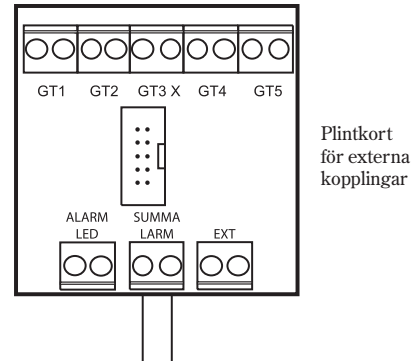 GT1 GT2 GT3 X GT4 GT5
Plintkort
för externa
kopplingar
ALARM SUMMA
LED LARM EXT